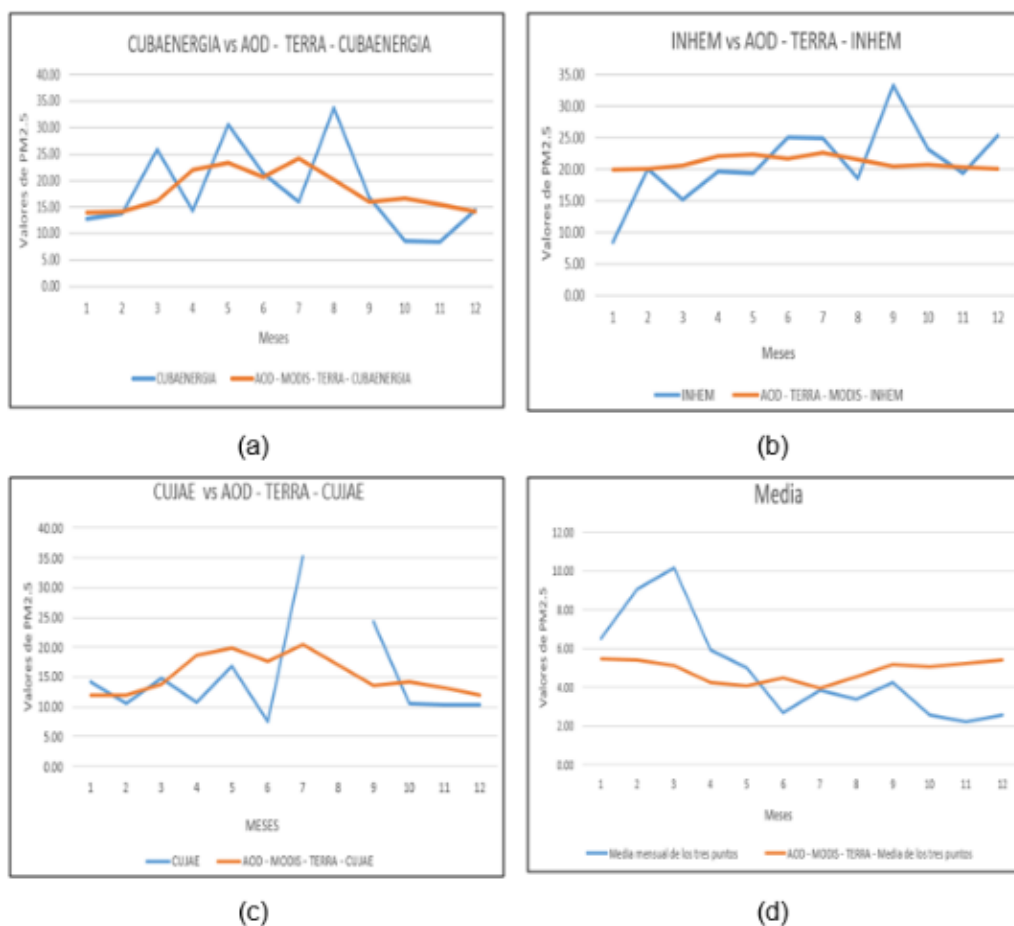 CUBAENERGIA vs AOD - TERRA - CUBAENERGIA
Valores de PM2.5
40.00
35.00
30.00
25.00
20.00
15.00
10.00
5.00
0.00
1 2 3 4 5 6 7 8 9 10 11 12
Meses
CUBAENERGIA AOD - MODIS - TERRA - CUBAENERGIA
(a)
INHEM vs AOD - TERRA - INHEM
Valores de PM2.5
35.00
30.00
25.00
20.00
15.00
10.00
5.00
0.00
1 2 3 4 5 6 7 8 9 10 11 12
Meses
INHEM AOD - TERRA - MODIS - INHEM
(b)
CUJAE vs AOD - TERRA - CUJAE
Valores de PM2.5
40.00
35.00
30.00
25.00
20.00
15.00
10.00
5.00
0.00
1 2 3 4 5 6 7 8 9 10 11 12
MESES
CUJAE AOD - MODIS - TERRA - CUJAE
(c)
Media
Valores de PM2.5
12.00
10.00
8.00
6.00
4.00
2.00
0.00
1 2 3 4 5 6 7 8 9 10 11 12
Meses
Media mensual de los tres puntos AOD - MODIS - TERRA - Media de los tres puntos
(d)